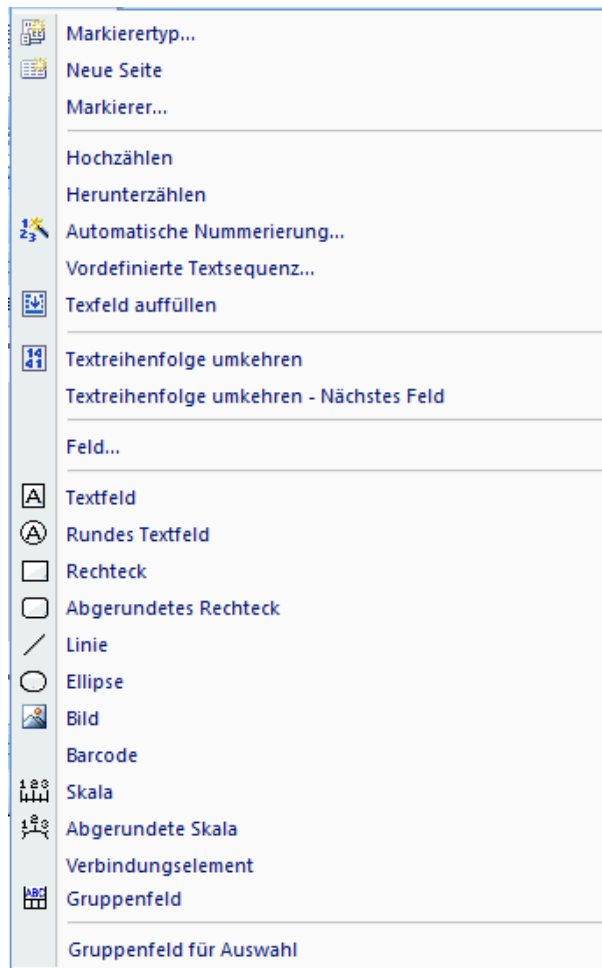 Markierertyp...
Neue Seite
Markierer...
Hochzählen
Herunterzählen
Automatische Nummerierung...
Vordefinierte Textsequenz...
Texfeld auffüllen
Textreihenfolge umkehren
Textreihenfolge umkehren - Nächstes Feld
Feld...
Textfeld
Rundes Textfeld
Rechteck
Abgerundetes Rechteck
Linie
Ellipse
Bild
Barcode
Skala
Abgerundete Skala
Verbindungselement
Gruppenfeld
Gruppenfeld für Auswahl